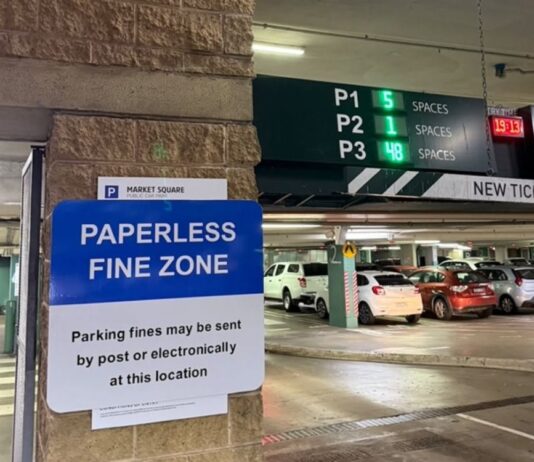 P1 5 SPACES
P2 1 SPACES
P3 48 SPACES
19:13
NEW TIC
P MARKET SQUARE
PUBLIC CAR PARK
PAPERLESS
FINE ZONE
Parking fines may be sent
by post or electronically
at this location